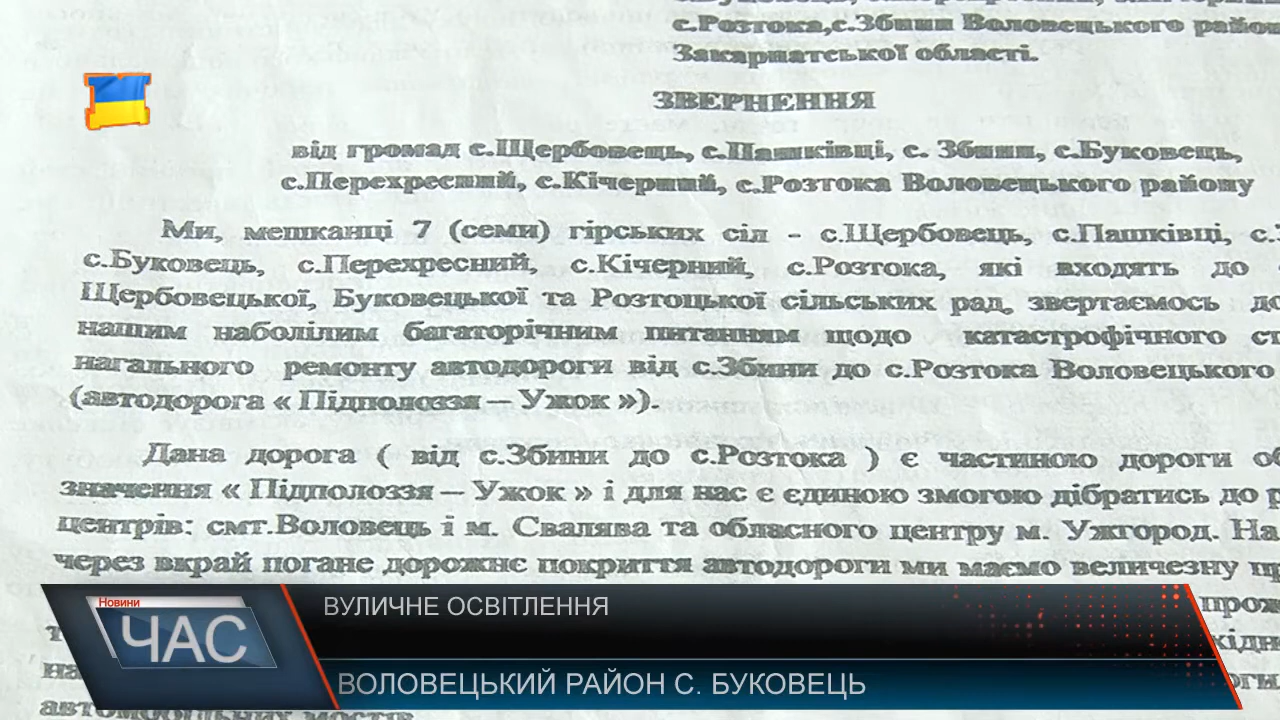 с.Розтока,с.Збини Воловецького район
Закарпатської області.
ЗВЕРНЕННЯ
від громад с.Щербовець, с.Пашківці, с. Збини, с.Буковець,
с.Перехресний, с.Кічерний, с.Розтока Воловецького району
Ми, мешканці 7 (семи) гірських сіл - с.Щербовець, с.Пашківці, с.
с.Буковець, с.Перехресний, с.Кічерний, с.Розтока, які входять до
Щербовецької, Буковецької та Розтоцької сільських рад, звертаємось до
нашим наболілим багаторічним питанням щодо катастрофічного ст
нагального ремонту автодороги від с.Збини до с.Розтока Воловецького
(автодорога « Підполоззя – Ужок »).
Дана дорога ( від с.Збини до с.Розтока ) є частиною дороги об
значення « Підполоззя – Ужок » і для нас є єдиною змогою дібратись до р
центрів: смт.Воловець і м. Свалява та обласного центру м. Ужгород. На
через вкрай погане дорожнє покриття автодороги ми маємо величезну пр
Новини
ЧАС
ВУЛИЧНЕ ОСВІТЛЕННЯ
ВОЛОВЕЦЬКИЙ РАЙОН С. БУКОВЕЦЬ